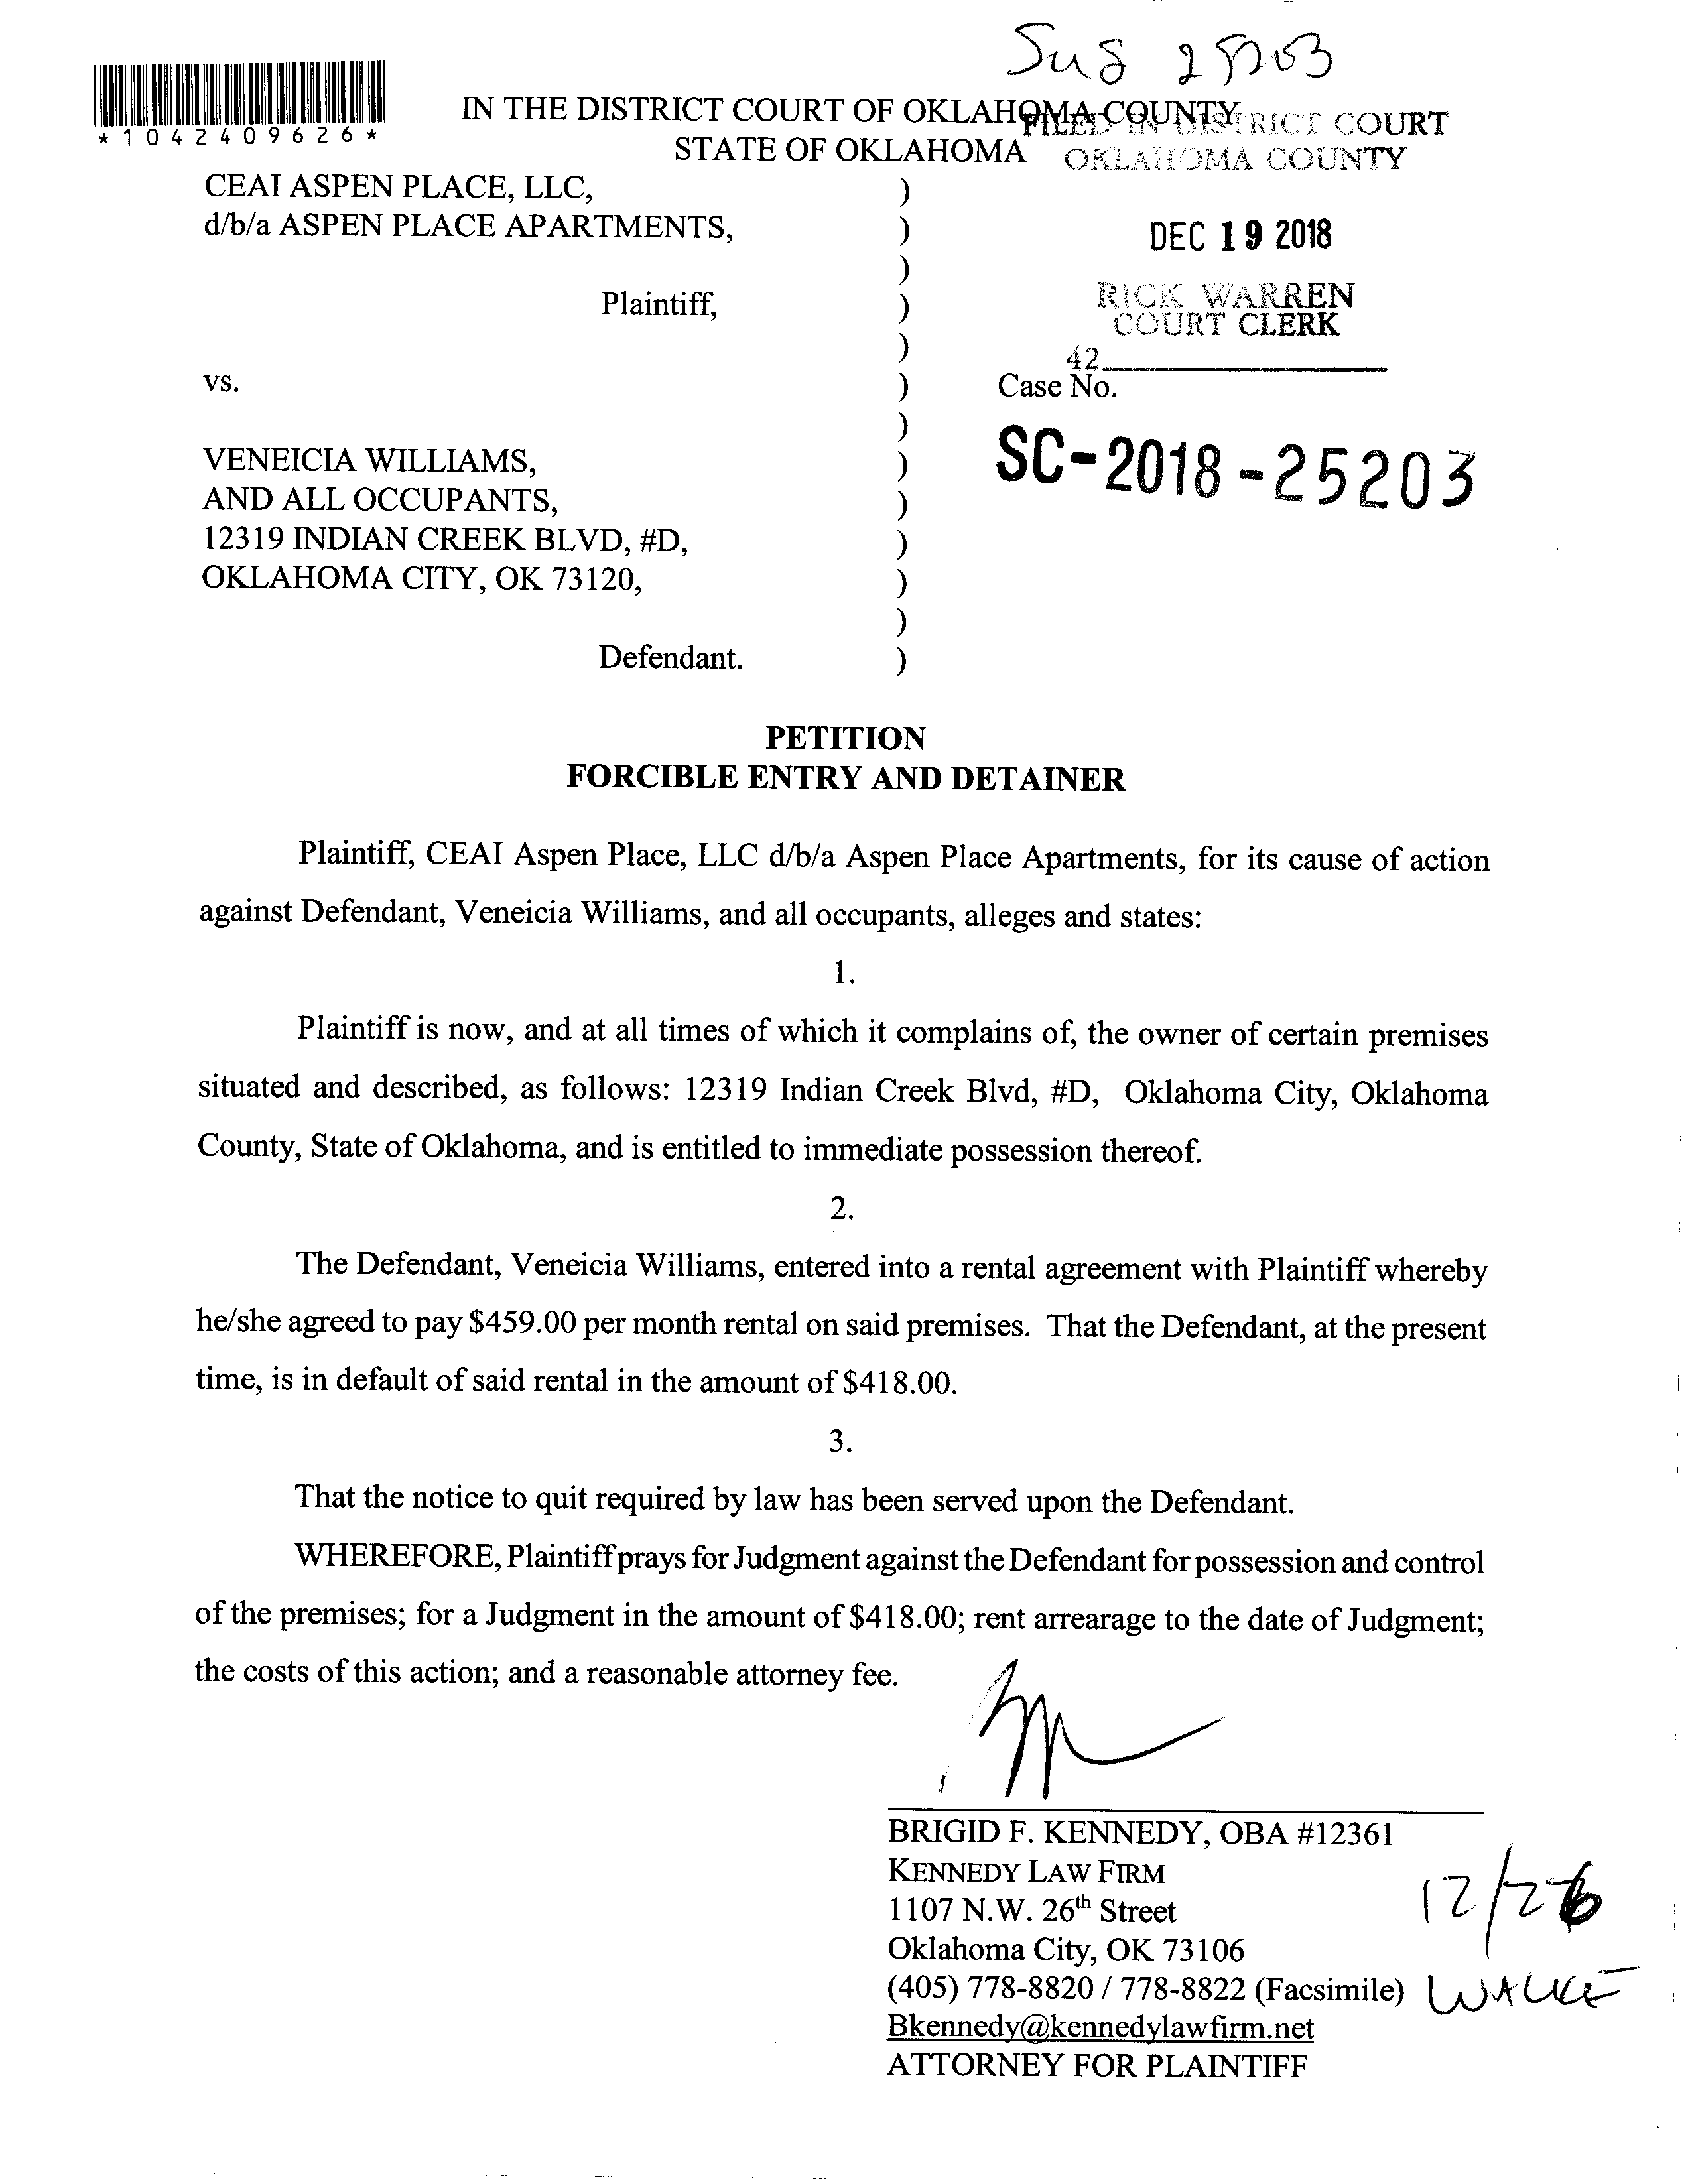 *1042409626*
IN THE DISTRICT COURT OF OKLAHOMA COUNTY
STATE OF OKLAHOMA
FILED IN DISTRICT COURT
OKLAHOMA COUNTY
DEC 19 2018
RICK WARREN
COURT CLERK
42
Case No.
SC-2018-25203
CEAI ASPEN PLACE, LLC,
d/b/a ASPEN PLACE APARTMENTS,
Plaintiff,
vs.
VENEICIA WILLIAMS,
AND ALL OCCUPANTS,
12319 INDIAN CREEK BLVD, #D,
OKLAHOMA CITY, OK 73120,
Defendant.
PETITION
FORCIBLE ENTRY AND DETAINER
Plaintiff, CEAI Aspen Place, LLC d/b/a Aspen Place Apartments, for its cause of action
against Defendant, Veneicia Williams, and all occupants, alleges and states:
1.
Plaintiff is now, and at all times of which it complains of, the owner of certain premises
situated and described, as follows: 12319 Indian Creek Blvd, #D, Oklahoma City, Oklahoma
County, State of Oklahoma, and is entitled to immediate possession thereof.
2.
The Defendant, Veneicia Williams, entered into a rental agreement with Plaintiff whereby
he/she agreed to pay $459.00 per month rental on said premises. That the Defendant, at the present
time, is in default of said rental in the amount of $418.00.
3.
That the notice to quit required by law has been served upon the Defendant.
WHEREFORE, Plaintiff prays for Judgment against the Defendant for possession and control
of the premises; for a Judgment in the amount of $418.00; rent arrearage to the date of Judgment;
the costs of this action; and a reasonable attorney fee.
BRIGID F. KENNEDY, OBA #12361
KENNEDY LAW FIRM
1107 N.W. 26th Street
Oklahoma City, OK 73106
(405) 778-8820 / 778-8822 (Facsimile)
Bkennedy@kennedylawfirm.net
ATTORNEY FOR PLAINTIFF
12/26